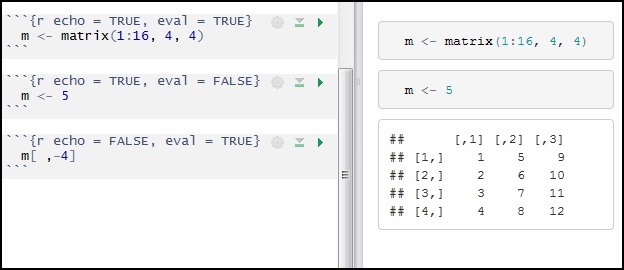 ```{r echo = TRUE, eval = TRUE}
m <- matrix(1:16, 4, 4)
```
```{r echo = TRUE, eval = FALSE}
m <- 5
```
```{r echo = FALSE, eval = TRUE}
m[ ,-4]
```
m <- matrix(1:16, 4, 4)
m <- 5
##      [,1] [,2] [,3]
## [1,]    1    5    9
## [2,]    2    6   10
## [3,]    3    7   11
## [4,]    4    8   12